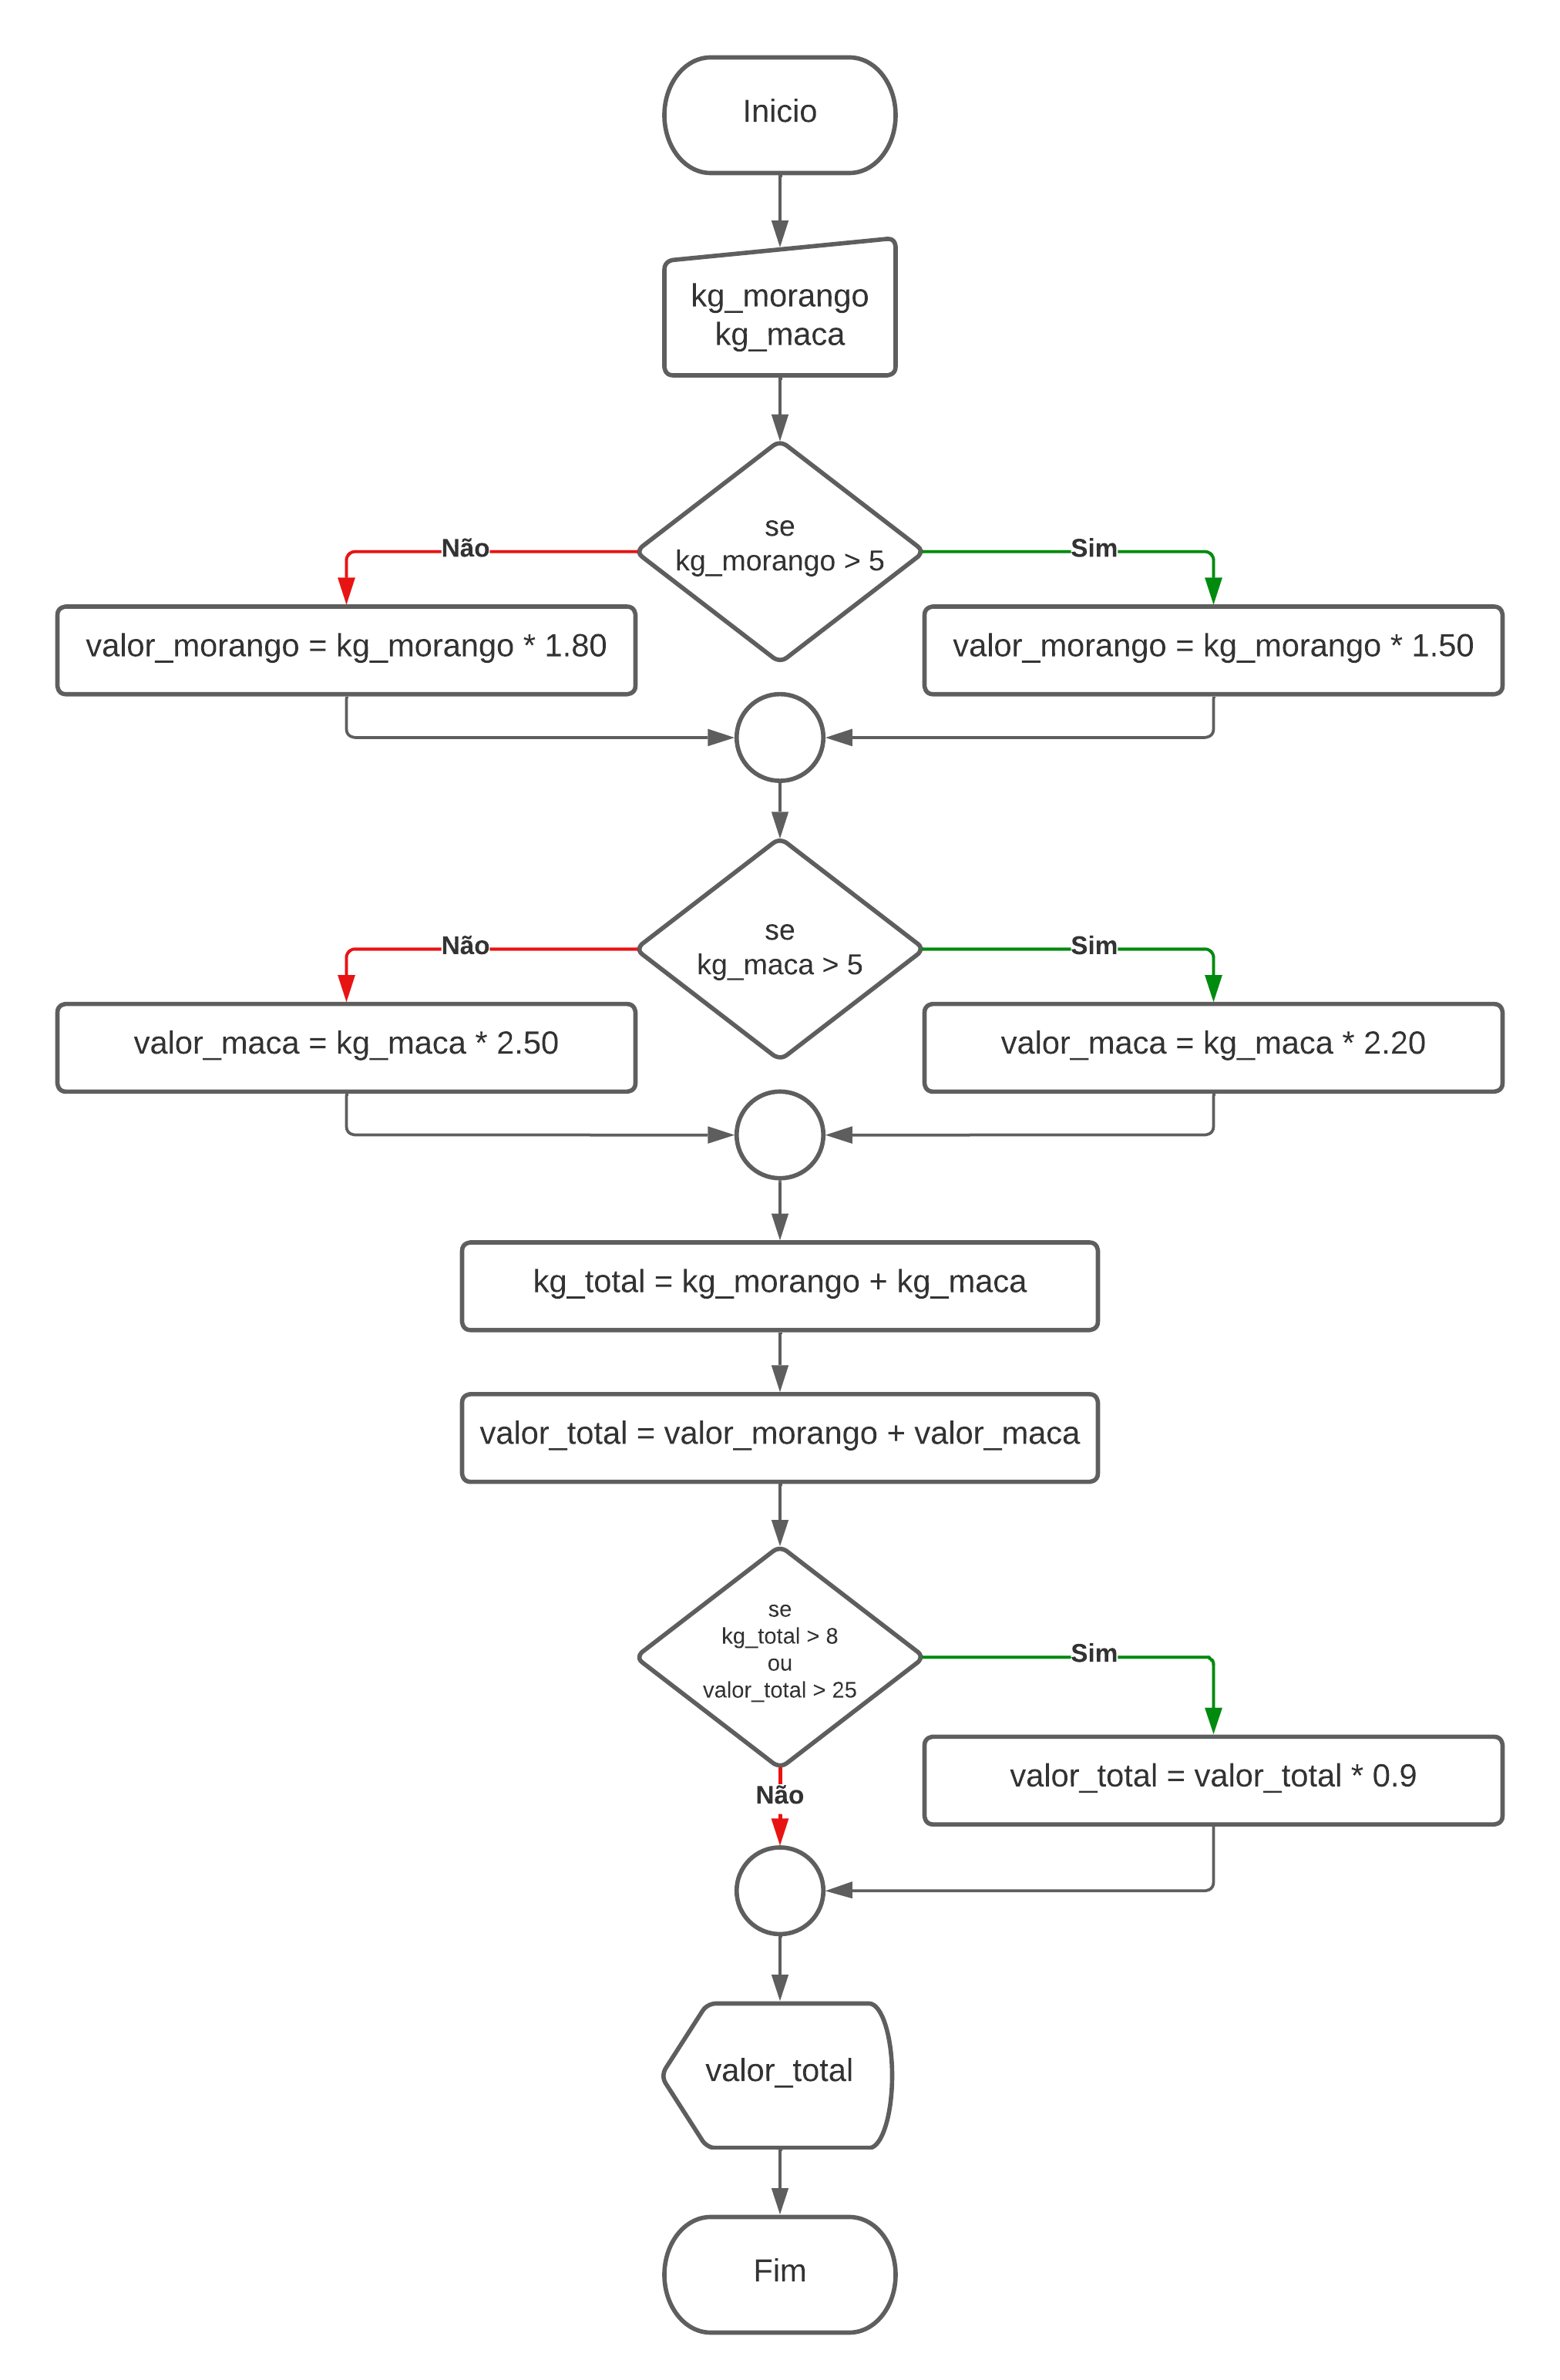 Inicio
kg_morango
kg_maca
se
kg_morango > 5
Não
Sim
valor_morango = kg_morango * 1.80
valor_morango = kg_morango * 1.50
se
kg_maca > 5
Não
Sim
valor_maca = kg_maca * 2.50
valor_maca = kg_maca * 2.20
kg_total = kg_morango + kg_maca
valor_total = valor_morango + valor_maca
se
kg_total > 8
ou
valor_total > 25
Sim
valor_total = valor_total * 0.9
Não
valor_total
Fim